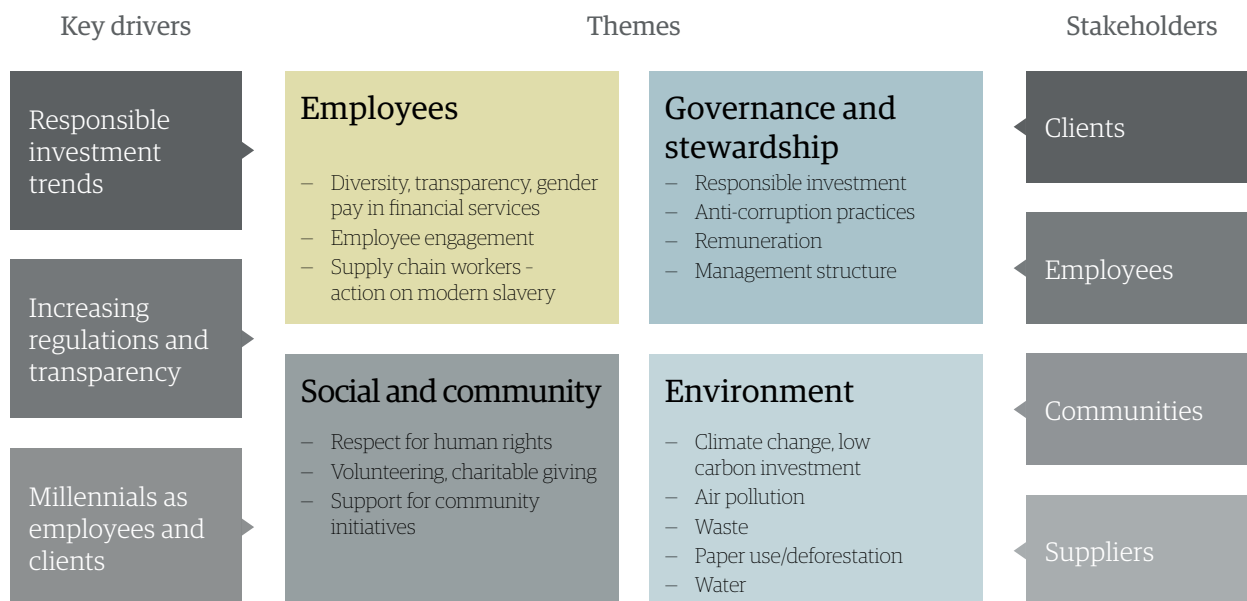 Key drivers
Themes
Stakeholders
Responsible
investment
trends
Increasing
regulations and
transparency
Millennials as
employees and
clients
Employees
– Diversity, transparency, gender
pay in financial services
– Employee engagement
– Supply chain workers –
action on modern slavery
Governance and
stewardship
– Responsible investment
– Anti-corruption practices
– Remuneration
– Management structure
Social and community
– Respect for human rights
– Volunteering, charitable giving
– Support for community
initiatives
Environment
– Climate change, low
carbon investment
– Air pollution
– Waste
– Paper use/deforestation
– Water
Clients
Employees
Communities
Suppliers